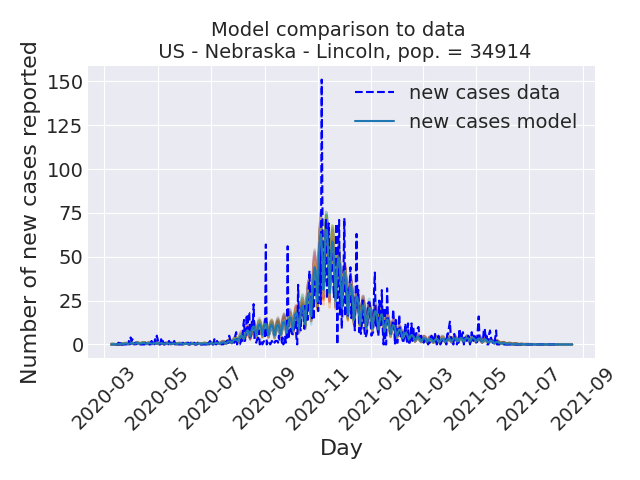 Model comparison to data
US - Nebraska - Lincoln, pop. = 34914
Number of new cases reported
150
125
100
75
50
25
0
new cases data
new cases model
2020-03
2020-05
2020-07
2020-09
2020-11
2021-01
2021-03
2021-05
2021-07
2021-09
Day